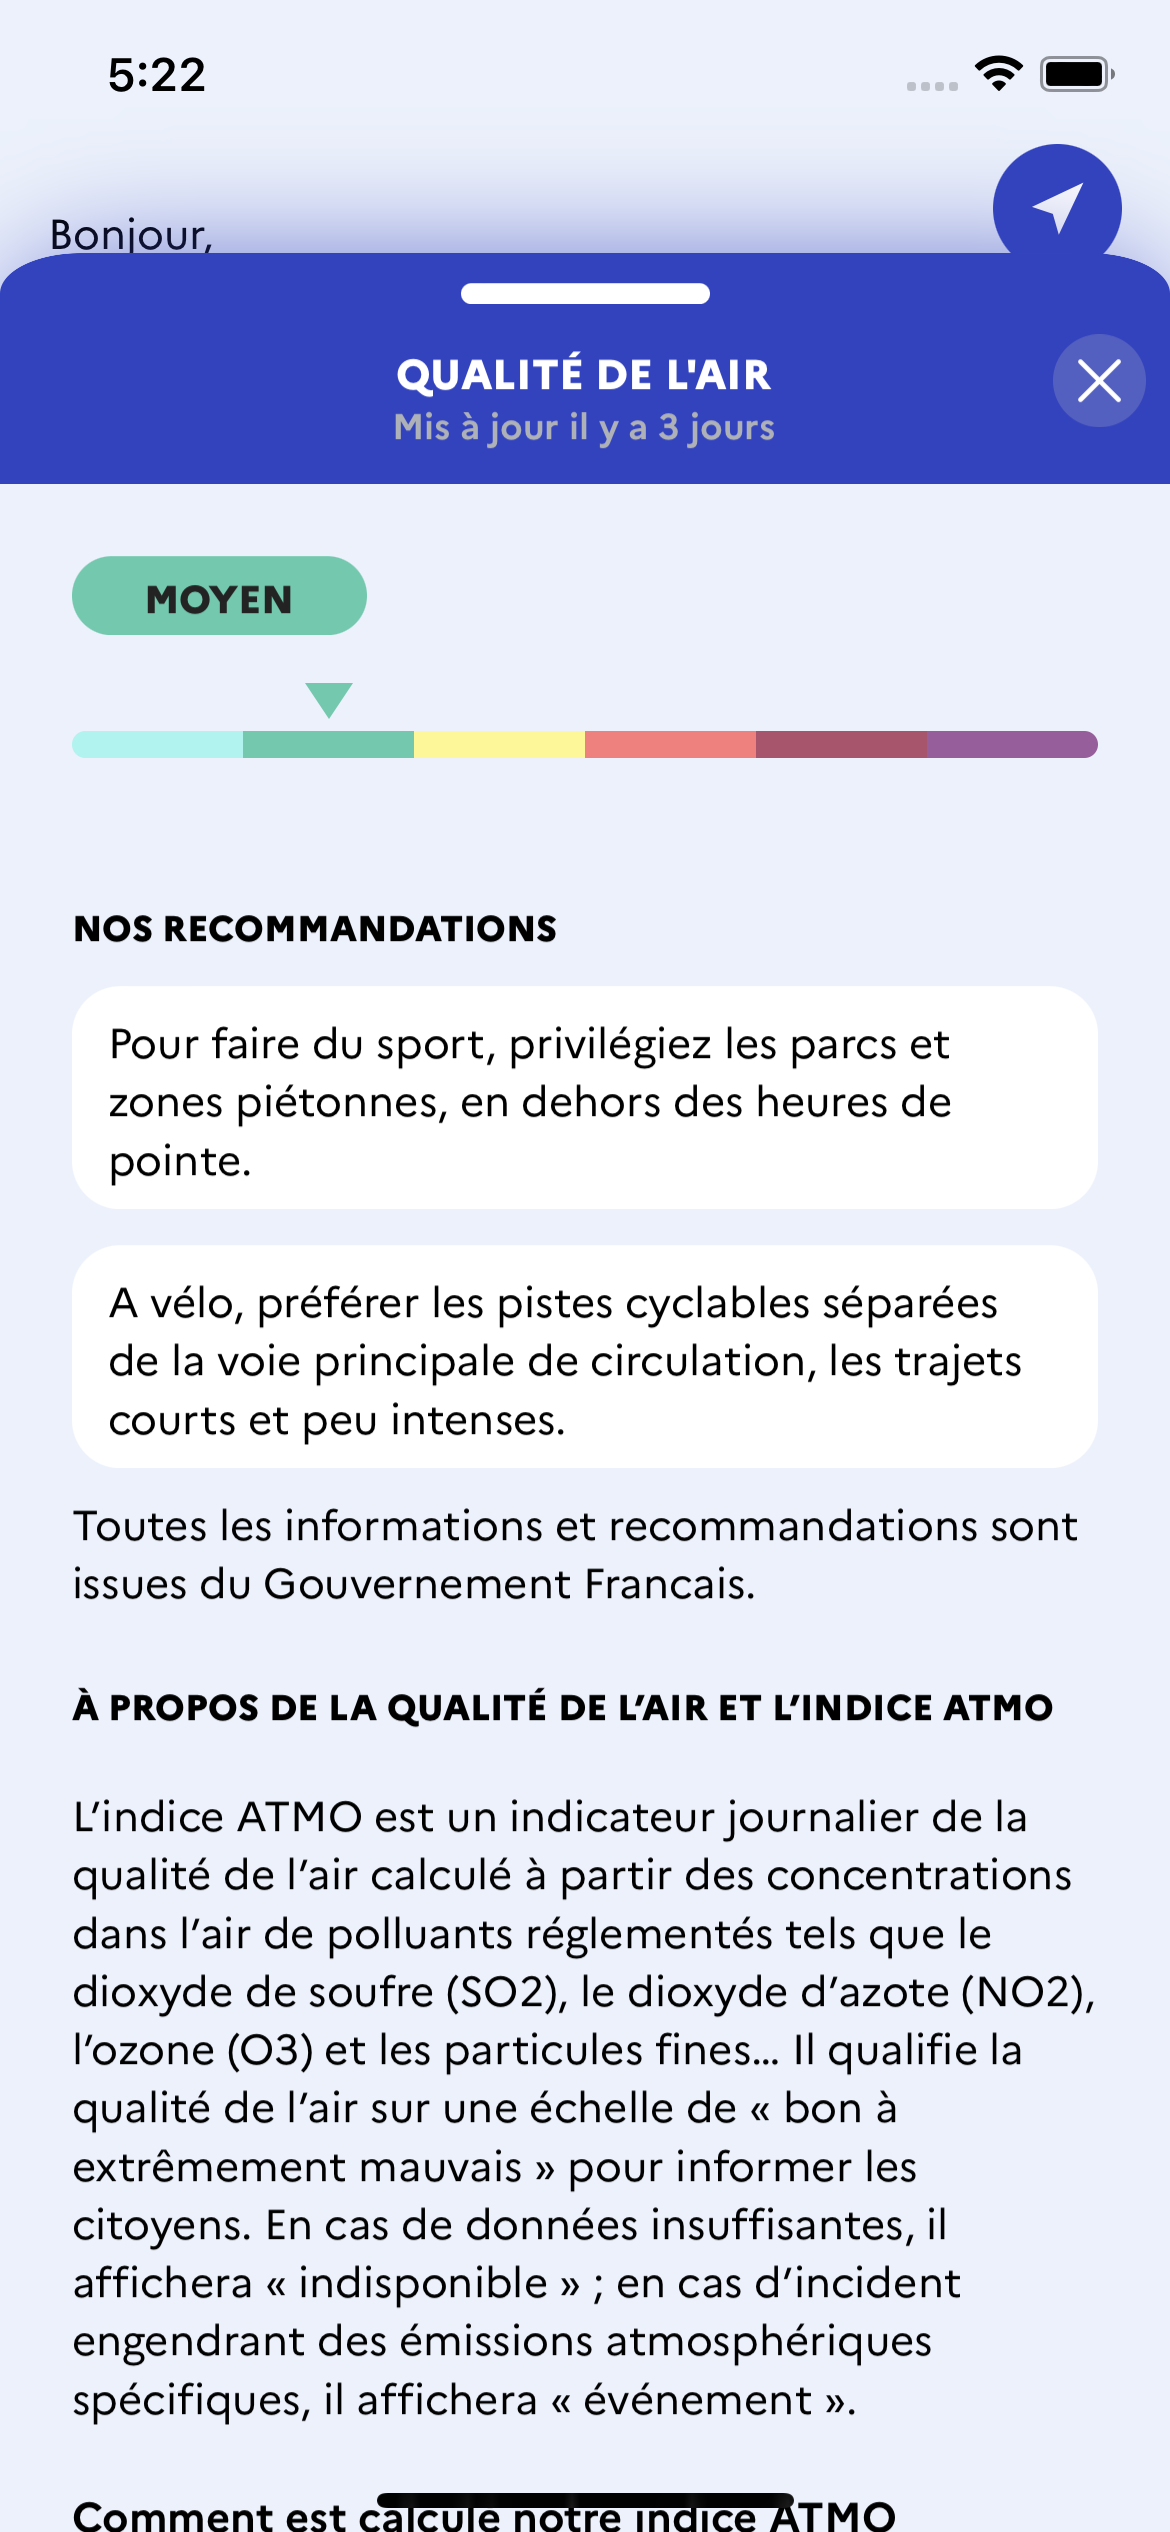 5:22
Bonjour,
QUALITÉ DE L'AIR
Mis à jour il y a 3 jours
MOYEN
NOS RECOMMANDATIONS
Pour faire du sport, privilégiez les parcs et
zones piétonnes, en dehors des heures de
pointe.
A vélo, préférer les pistes cyclables séparées
de la voie principale de circulation, les trajets
courts et peu intenses.
Toutes les informations et recommandations sont
issues du Gouvernement Francais.
À PROPOS DE LA QUALITÉ DE L’AIR ET L’INDICE ATMO
L’indice ATMO est un indicateur journalier de la
qualité de l’air calculé à partir des concentrations
dans l’air de polluants réglementés tels que le
dioxyde de soufre (SO2), le dioxyde d’azote (NO2),
l’ozone (O3) et les particules fines… Il qualifie la
qualité de l’air sur une échelle de « bon à
extrêmement mauvais » pour informer les
citoyens. En cas de données insuffisantes, il
affichera « indisponible » ; en cas d’incident
engendrant des émissions atmosphériques
spécifiques, il affichera « événement ».
Comment est calculé notre indice ATMO